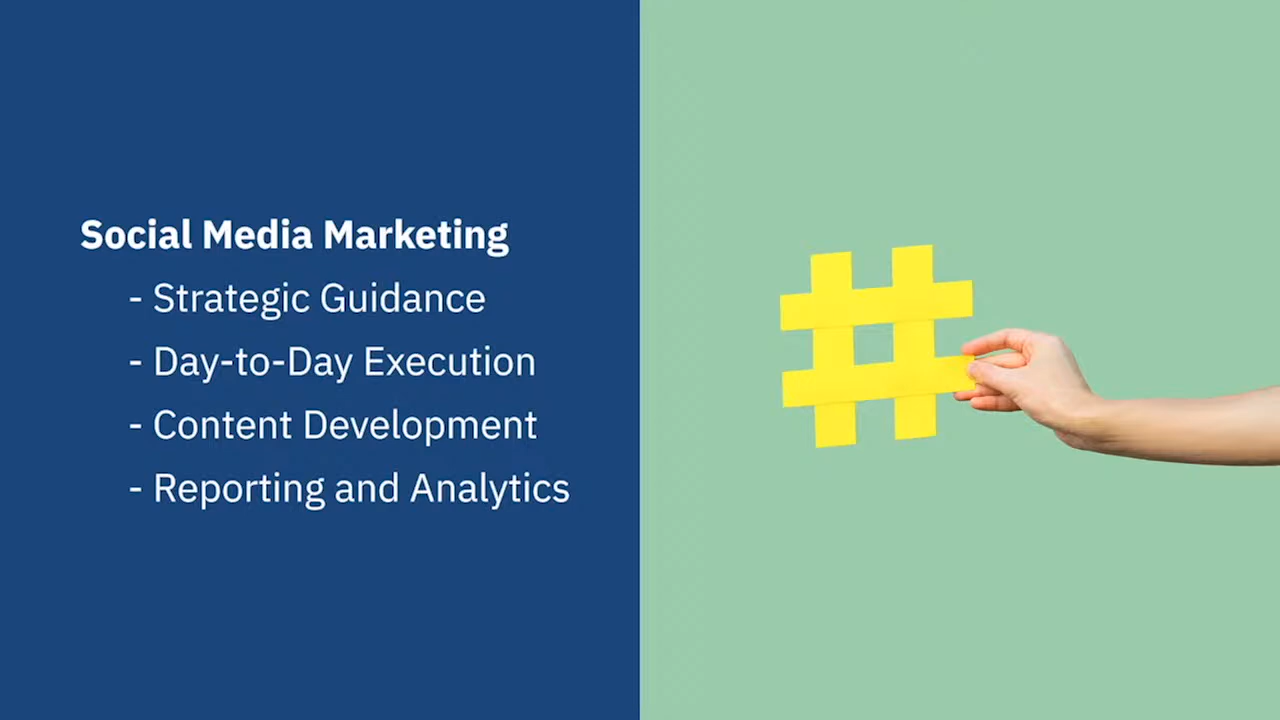 Social Media Marketing
- Strategic Guidance
- Day-to-Day Execution
- Content Development
- Reporting and Analytics
#